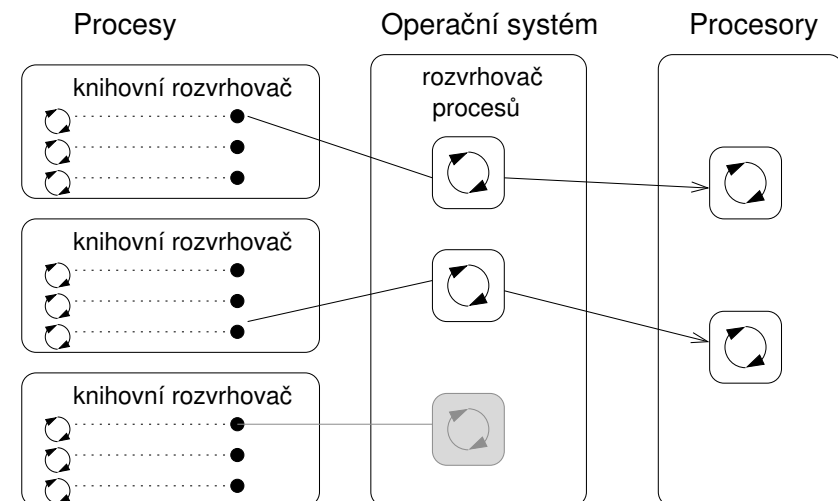 Procesy
Operační systém
Procesory
knihovní rozvrhovač
rozvrhovač
procesů
knihovní rozvrhovač
knihovní rozvrhovač